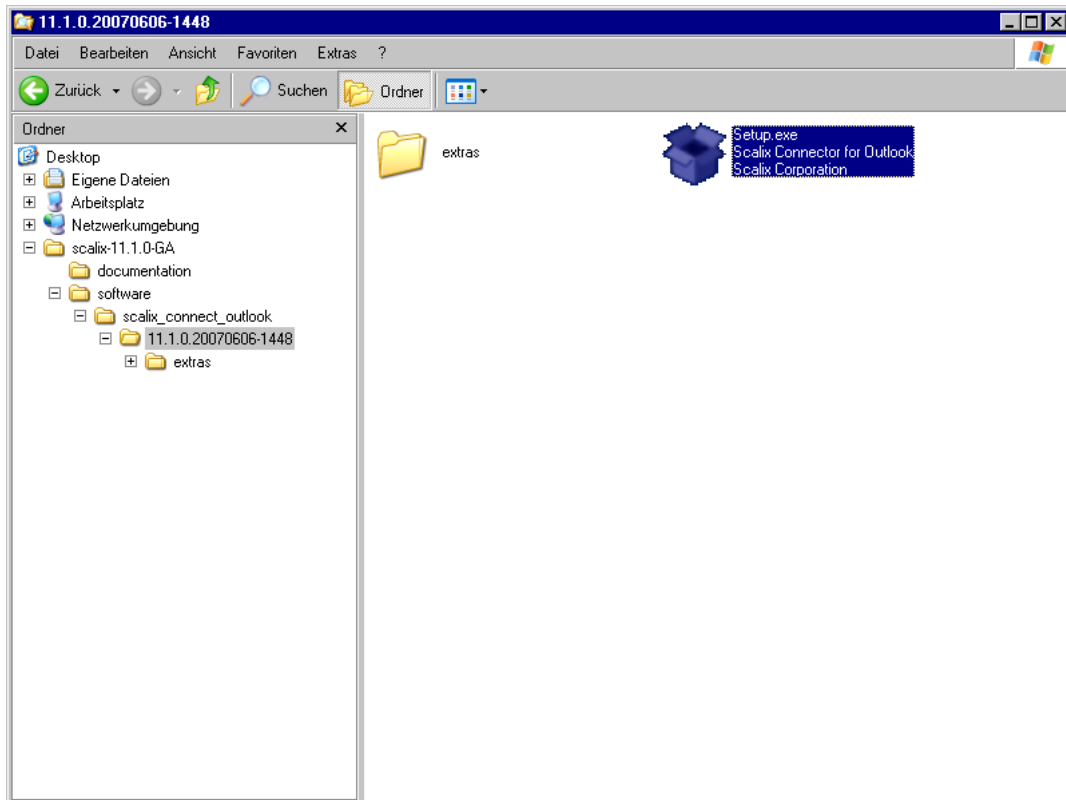 11.1.0.20070606-1448
Datei Bearbeiten Ansicht Favoriten Extras ?
Zurück Suchen Ordner
Ordner
Desktop
Eigene Dateien
Arbeitsplatz
Netzwerkumgebung
scalix-11.1.0-GA
documentation
software
scalix_connect_outlook
11.1.0.20070606-1448
extras
extras
Setup.exe
Scalix Connector for Outlook
Scalix Corporation